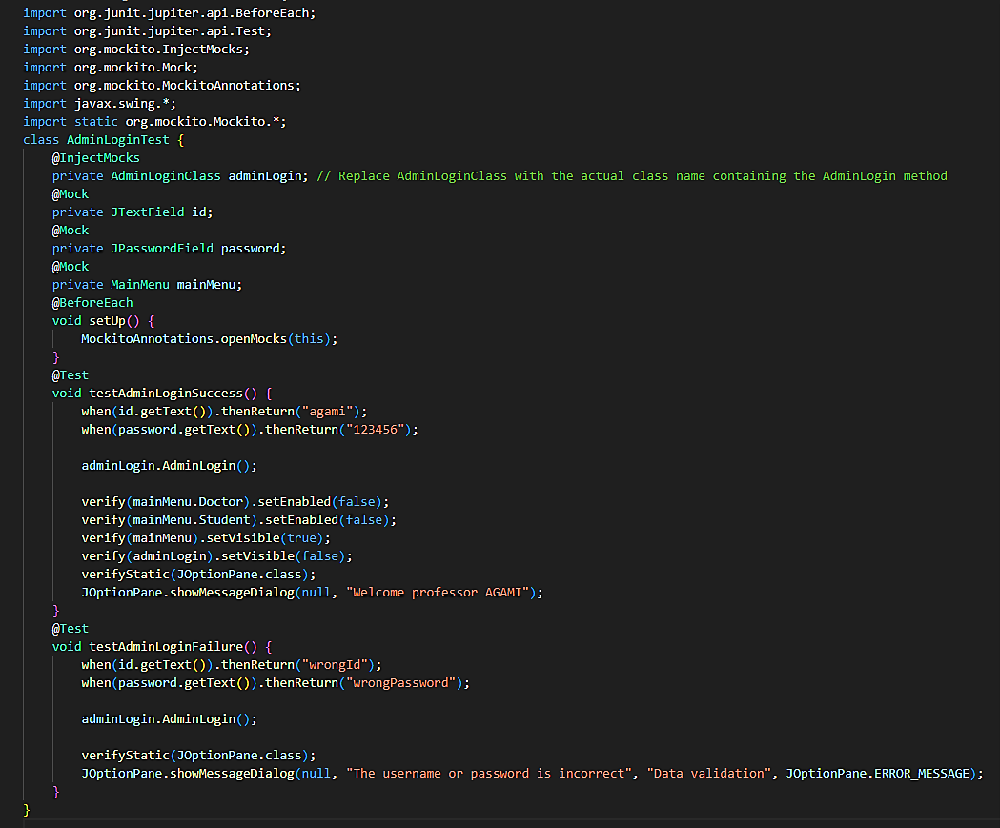 import org.junit.jupiter.api.BeforeEach;
import org.junit.jupiter.api.Test;
import org.mockito.InjectMocks;
import org.mockito.Mock;
import org.mockito.MockitoAnnotations;
import javax.swing.*;
import static org.mockito.Mockito.*;
class AdminLoginTest {
    @InjectMocks
    private AdminLoginClass adminLogin; // Replace AdminLoginClass with the actual class name containing the AdminLogin method
    @Mock
    private JTextField id;
    @Mock
    private JPasswordField password;
    @Mock
    private MainMenu mainMenu;
    @BeforeEach
    void setUp() {
        MockitoAnnotations.openMocks(this);
    }
    @Test
    void testAdminLoginSuccess() {
        when(id.getText()).thenReturn("agami");
        when(password.getText()).thenReturn("123456");

        adminLogin.AdminLogin();

        verify(mainMenu.Doctor).setEnabled(false);
        verify(mainMenu.Student).setEnabled(false);
        verify(mainMenu).setVisible(true);
        verify(adminLogin).setVisible(false);
        verifyStatic(JOptionPane.class);
        JOptionPane.showMessageDialog(null, "Welcome professor AGAMI");
    }
    @Test
    void testAdminLoginFailure() {
        when(id.getText()).thenReturn("wrongId");
        when(password.getText()).thenReturn("wrongPassword");

        adminLogin.AdminLogin();

        verifyStatic(JOptionPane.class);
        JOptionPane.showMessageDialog(null, "The username or password is incorrect", "Data validation", JOptionPane.ERROR_MESSAGE);
    }
}